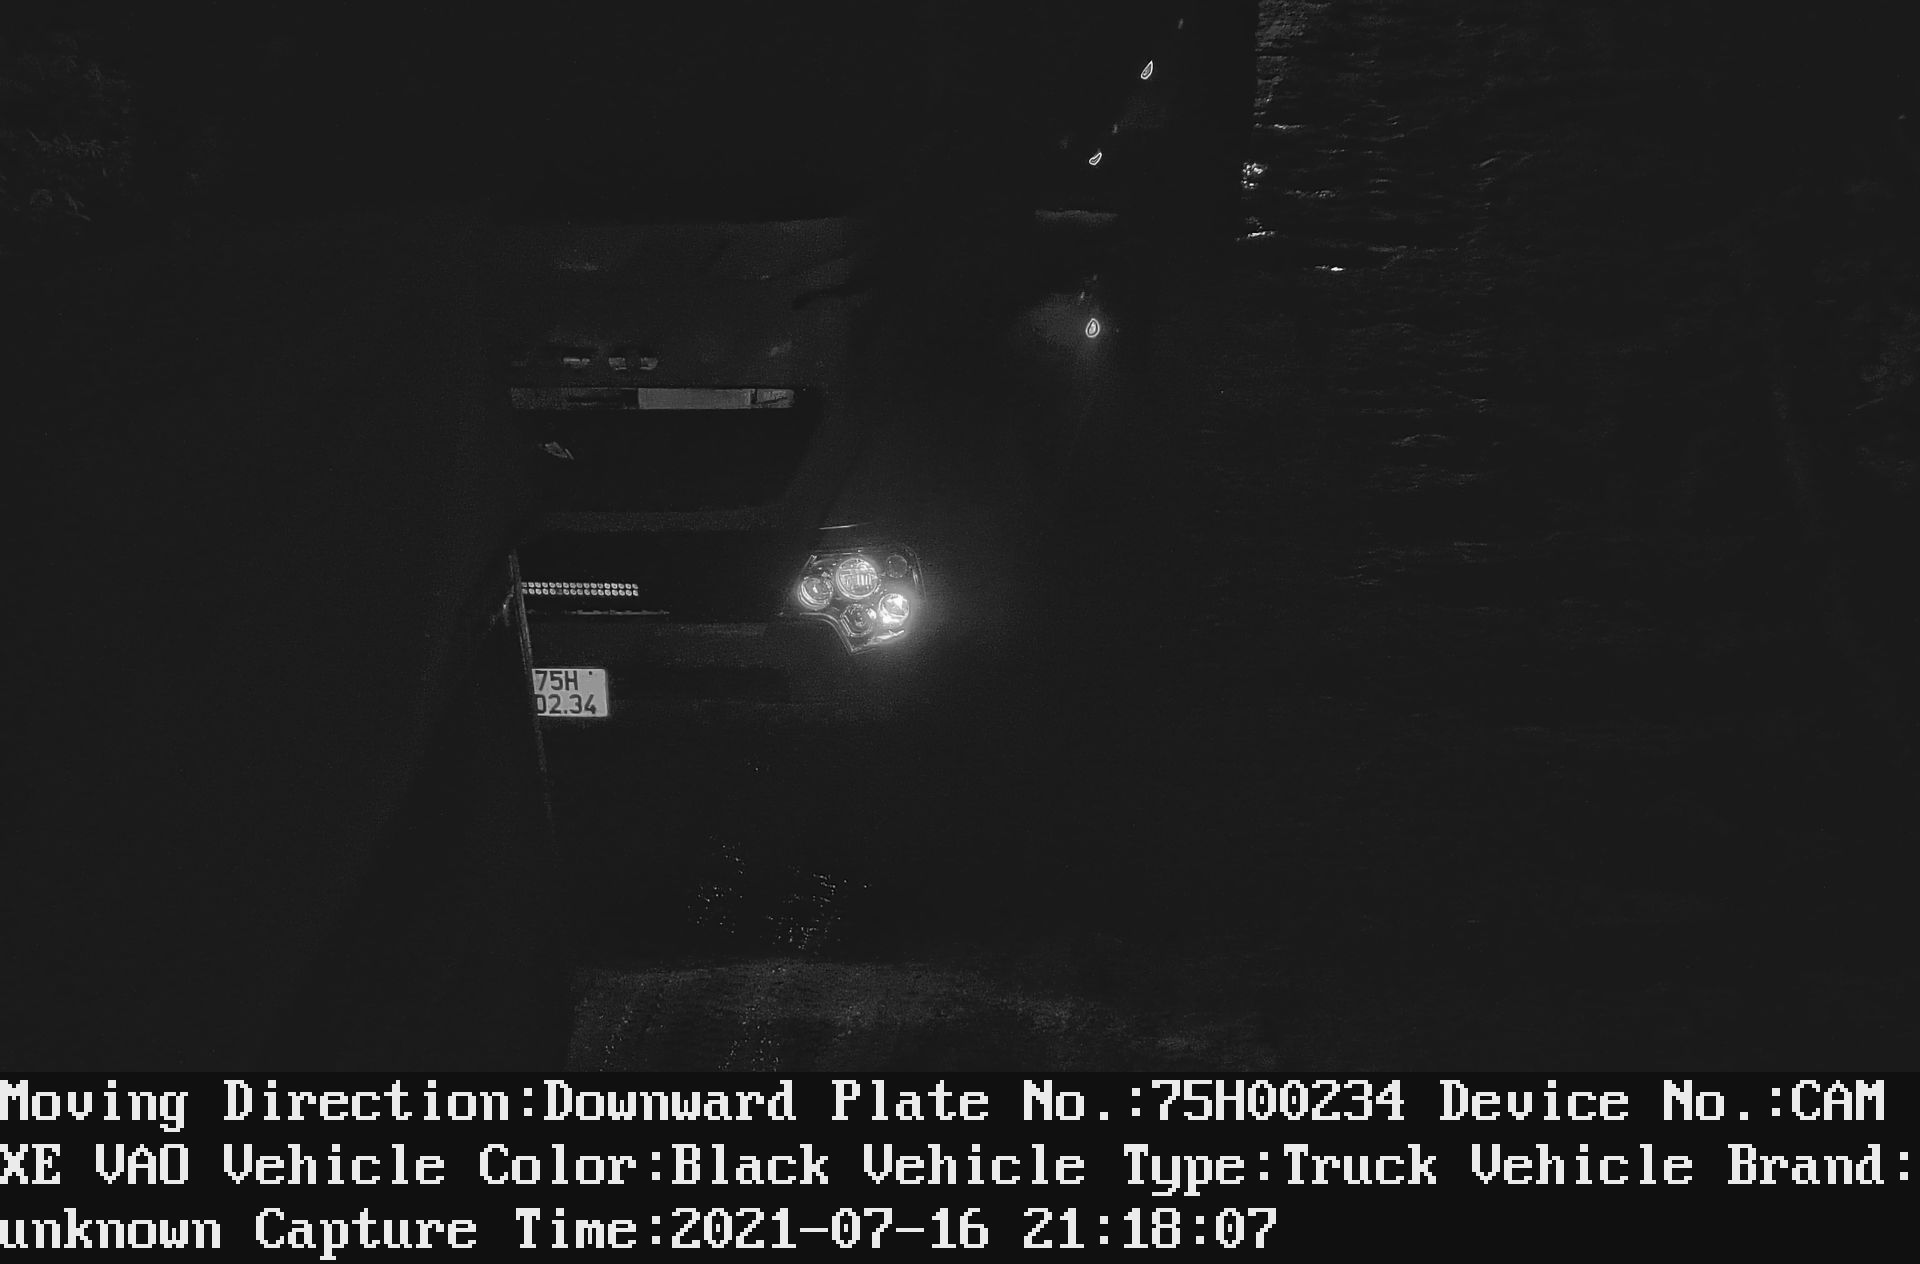 75H
02.34
Moving Direction:Downward Plate No.:75H00234 Device No.:CAM
XE VAO Vehicle Color:Black Vehicle Type:Truck Vehicle Brand:
unknown Capture Time:2021-07-16 21:18:07